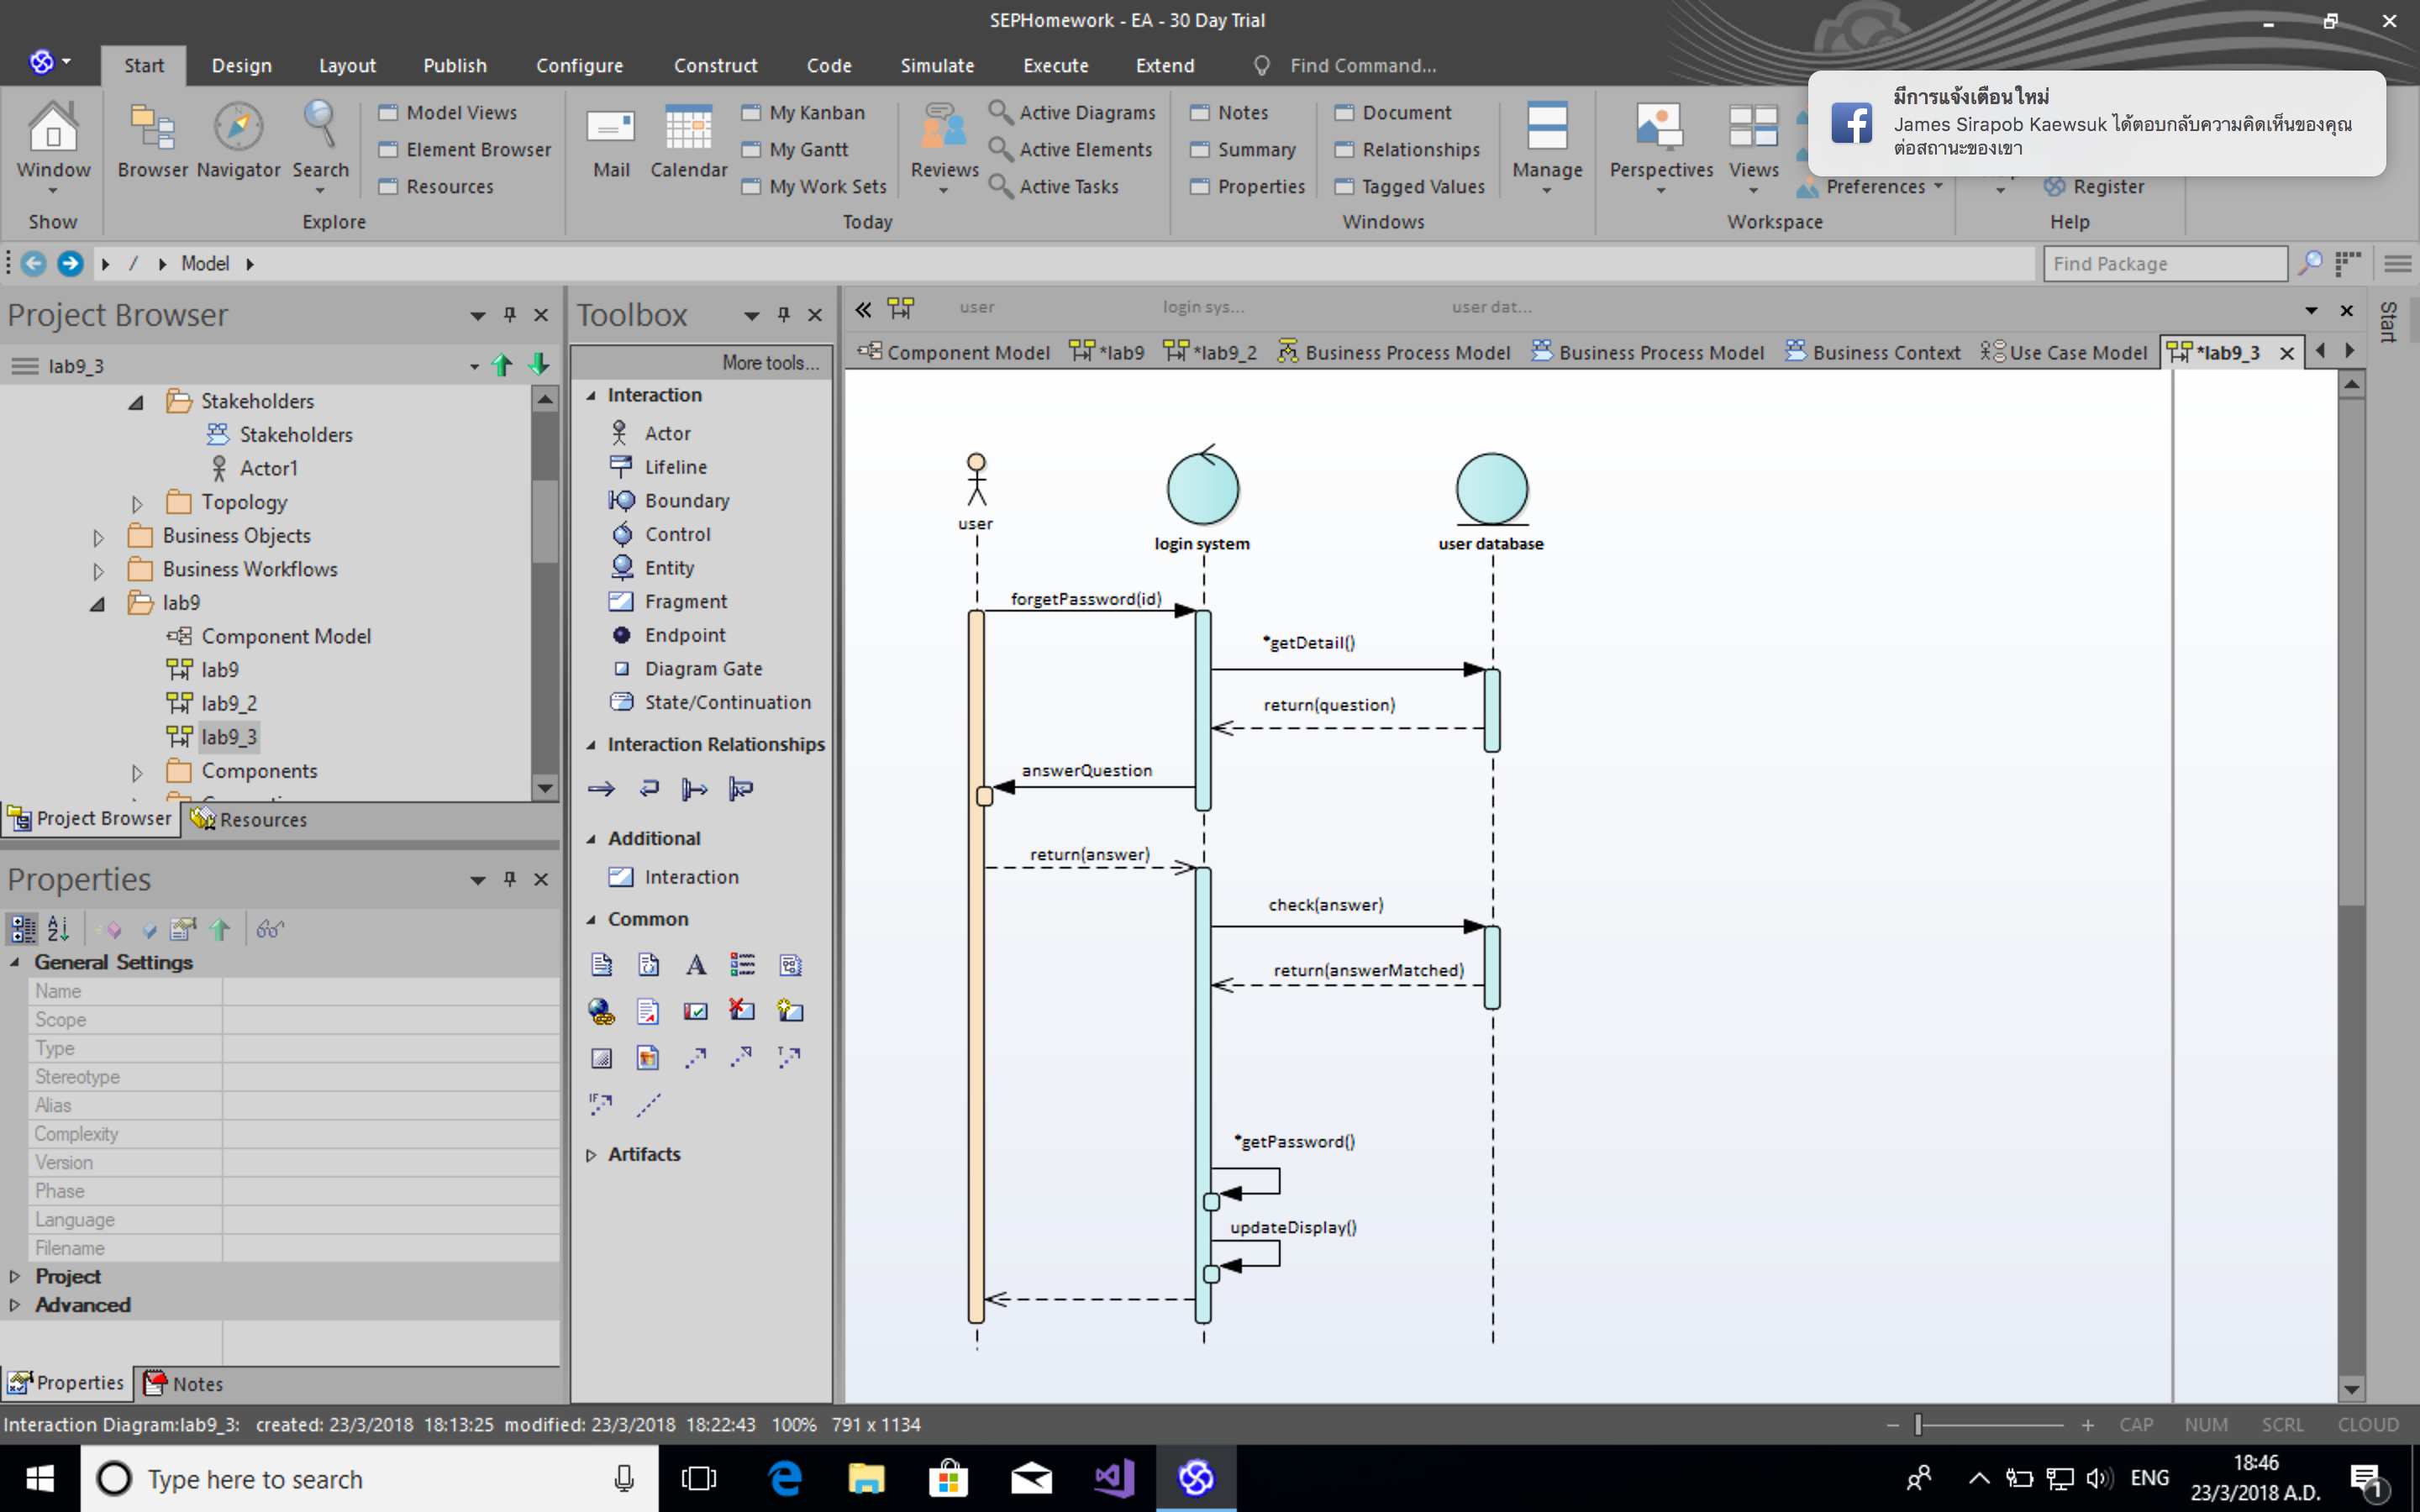 SEPHomework - EA - 30 Day Trial
Start Design Layout Publish Configure Construct Code Simulate Execute Extend Find Command...
มีการแจ้งเตือนใหม่
James Sirapob Kaewsuk ได้ตอบกลับความคิดเห็นของคุณ
ต่อสถานะของเขา
Window
Show
Browser Navigator Search
Model Views
Element Browser
Resources
Explore
Mail Calendar
My Kanban
My Gantt
My Work Sets
Reviews
Active Diagrams
Active Elements
Active Tasks
Today
Notes
Summary
Properties
Document
Relationships
Tagged Values
Windows
Manage
Perspectives Views
Preferences
Workspace
Register
Help
/ Model
Find Package
Project Browser
lab9_3
Stakeholders
Stakeholders
Actor1
Topology
Business Objects
Business Workflows
lab9
Component Model
lab9
lab9_2
lab9_3
Components
Project Browser Resources
Properties
General Settings
Name
Scope
Type
Stereotype
Alias
Complexity
Version
Phase
Language
Filename
Project
Advanced
Properties Notes
Toolbox
More tools...
Interaction
Actor
Lifeline
Boundary
Control
Entity
Fragment
Endpoint
Diagram Gate
State/Continuation
Interaction Relationships
Additional
Interaction
Common
Artifacts
user login sys... user dat...
Start
Component Model *lab9 *lab9_2 Business Process Model Business Process Model Business Context Use Case Model *lab9_3
user
login system
user database
forgetPassword(id)
*getDetail()
return(question)
answerQuestion
return(answer)
check(answer)
return(answerMatched)
*getPassword()
updateDisplay()
Interaction Diagram:lab9_3: created: 23/3/2018 18:13:25 modified: 23/3/2018 18:22:43 100% 791 x 1134
CAP NUM SCRL CLOUD
Type here to search
ENG
18:46
23/3/2018 A.D.
1